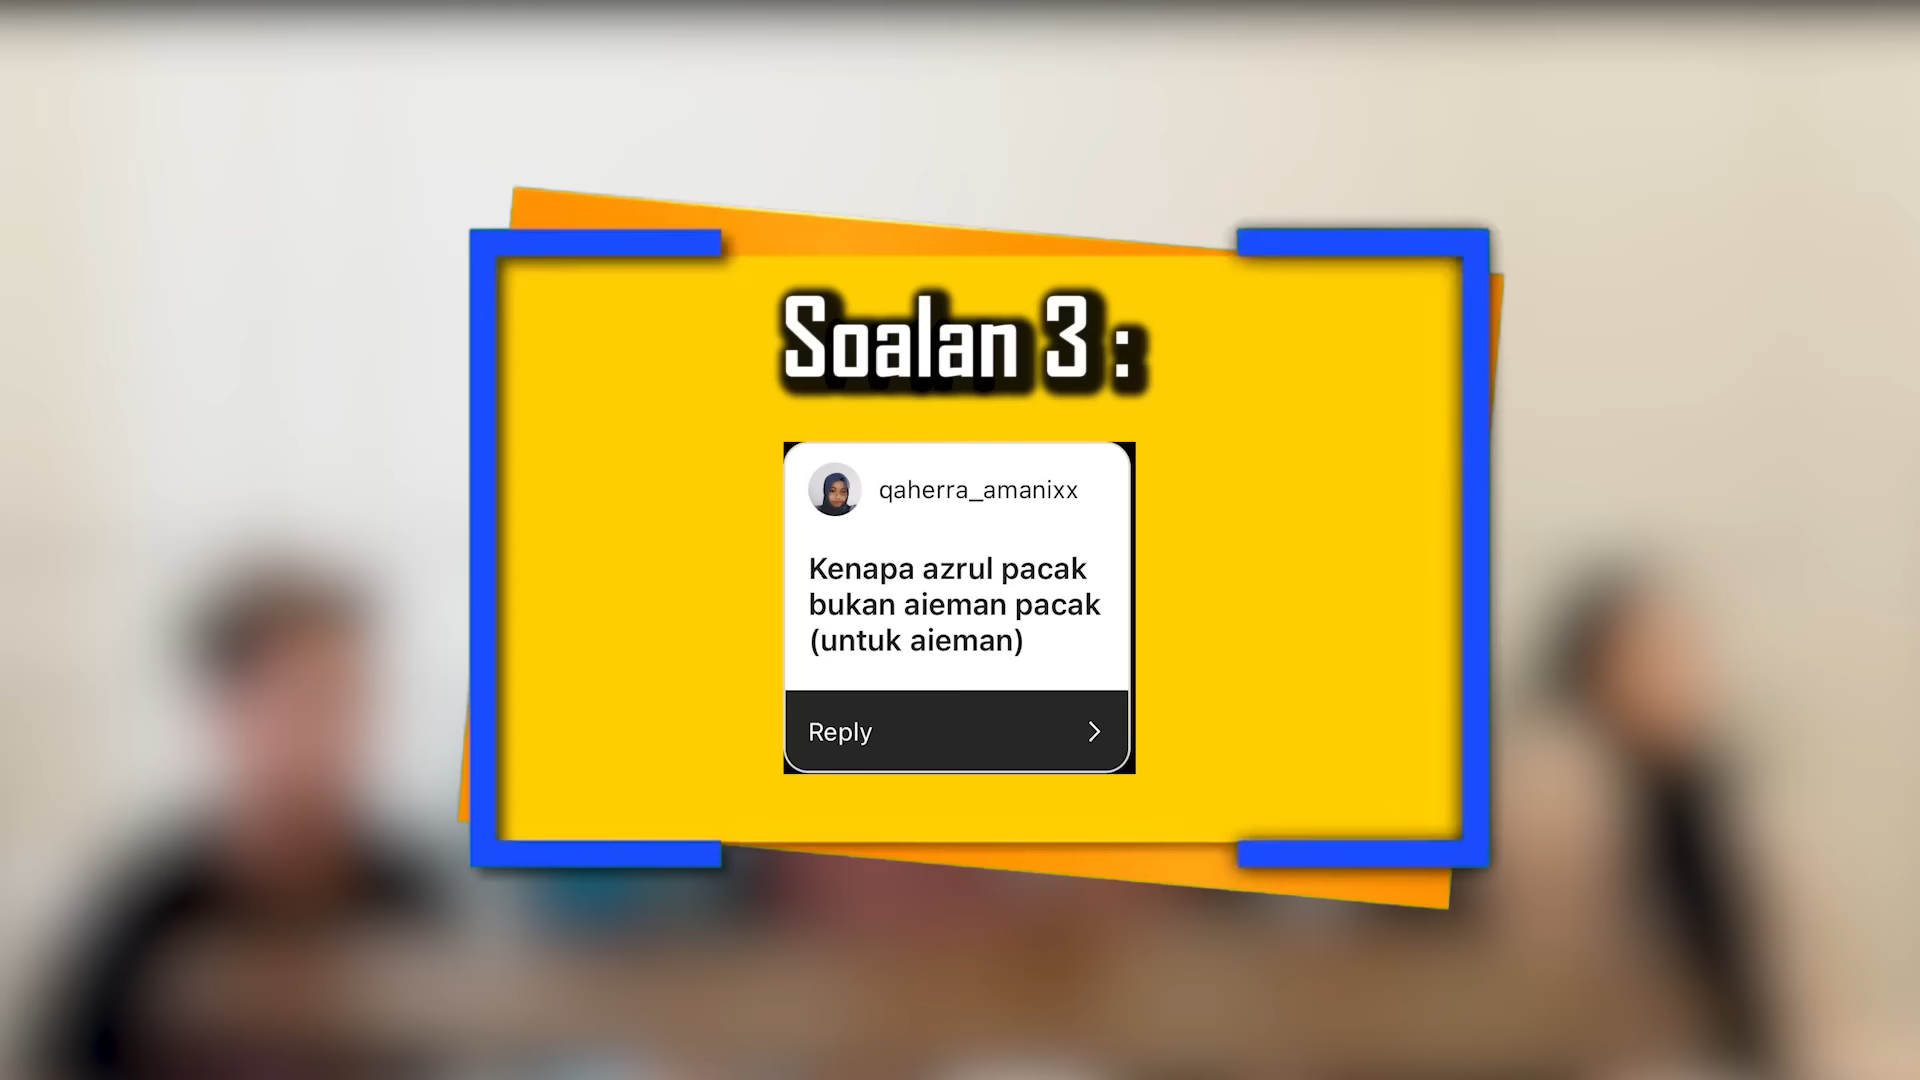 Soalan 3 :
qaherra_amanixx
Kenapa azrul pacak
bukan aieman pacak
(untuk aieman)
Reply